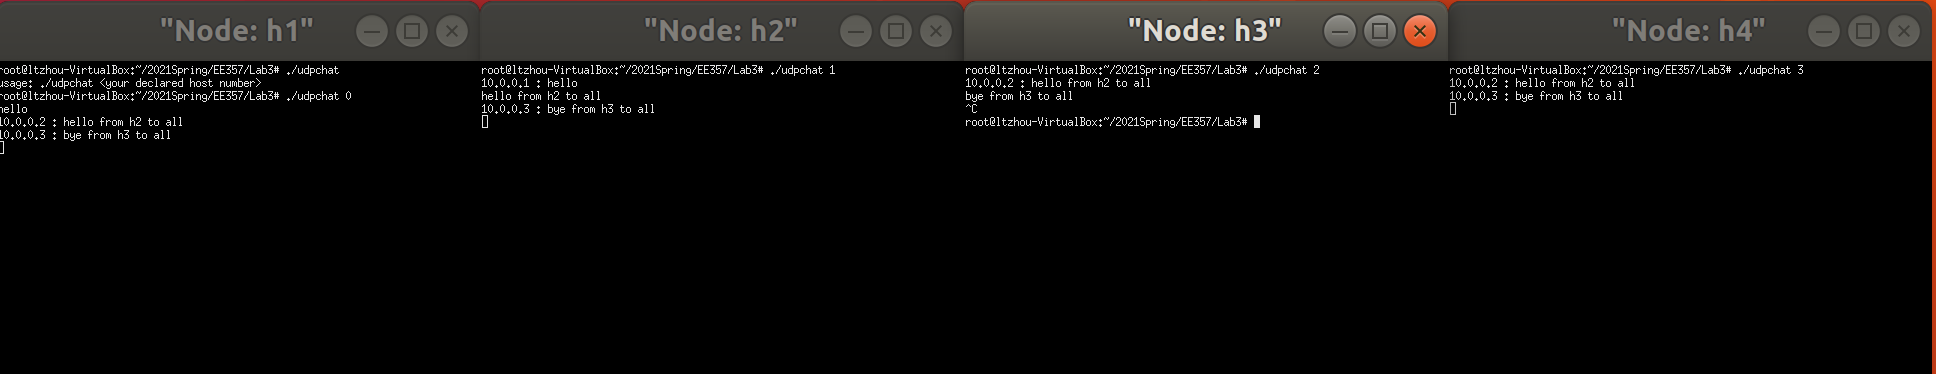 "Node: h1"
root@ltzhou-VirtualBox:~/2021Spring/EE357/Lab3# ./udpchat
usage: ./udpchat <your declared host number>
root@ltzhou-VirtualBox:~/2021Spring/EE357/Lab3# ./udpchat 0
hello
10.0.0.2 : hello from h2 to all
10.0.0.3 : bye from h3 to all
"Node: h2"
root@ltzhou-VirtualBox:~/2021Spring/EE357/Lab3# ./udpchat 1
10.0.0.1 : hello
hello from h2 to all
10.0.0.3 : bye from h3 to all
"Node: h3"
root@ltzhou-VirtualBox:~/2021Spring/EE357/Lab3# ./udpchat 2
10.0.0.2 : hello from h2 to all
bye from h3 to all
^C
root@ltzhou-VirtualBox:~/2021Spring/EE357/Lab3#
"Node: h4"
root@ltzhou-VirtualBox:~/2021Spring/EE357/Lab3# ./udpchat 3
10.0.0.2 : hello from h2 to all
10.0.0.3 : bye from h3 to all